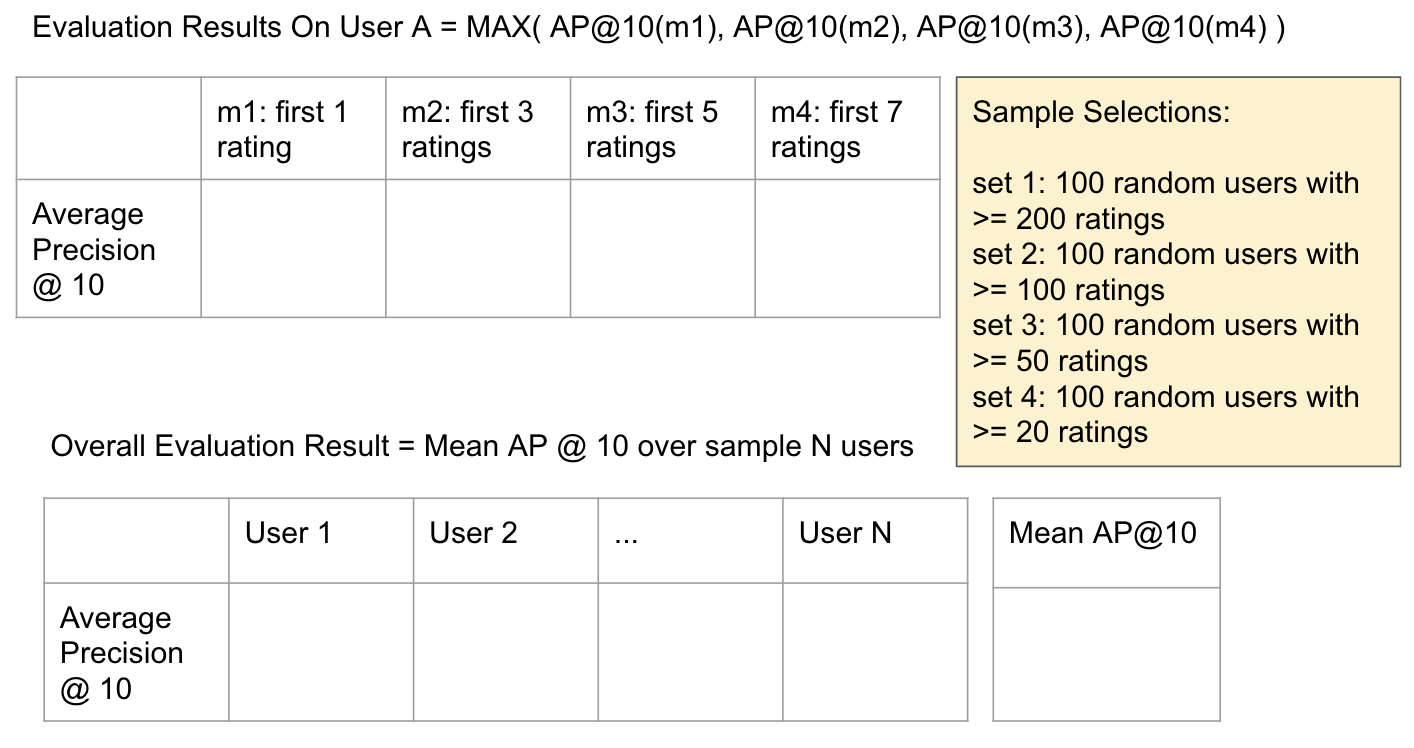 Evaluation Results On User A = MAX( AP@10(m1), AP@10(m2), AP@10(m3), AP@10(m4) )
m1: first 1
rating
m2: first 3
ratings
m3: first 5
ratings
m4: first 7
ratings
Average
Precision
@ 10
Sample Selections:
set 1: 100 random users with
>= 200 ratings
set 2: 100 random users with
>= 100 ratings
set 3: 100 random users with
>= 50 ratings
set 4: 100 random users with
>= 20 ratings
Overall Evaluation Result = Mean AP @ 10 over sample N users
User 1
User 2
...
User N
Mean AP@10
Average
Precision
@ 10